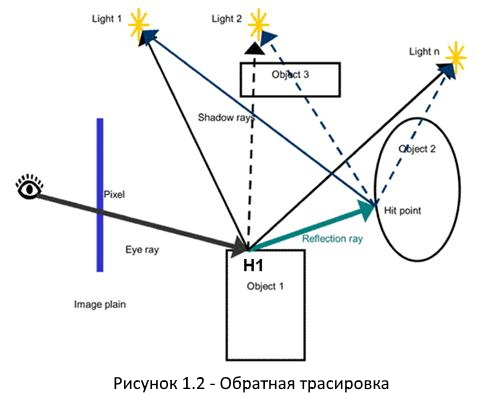 Light 1
Light 2
Light n
Object 3
Shadow rays
Object 2
Pixel
Hit point
Eye ray
Reflection ray
H1
Object 1
Image plain
Рисунок 1.2 - Обратная трасировка